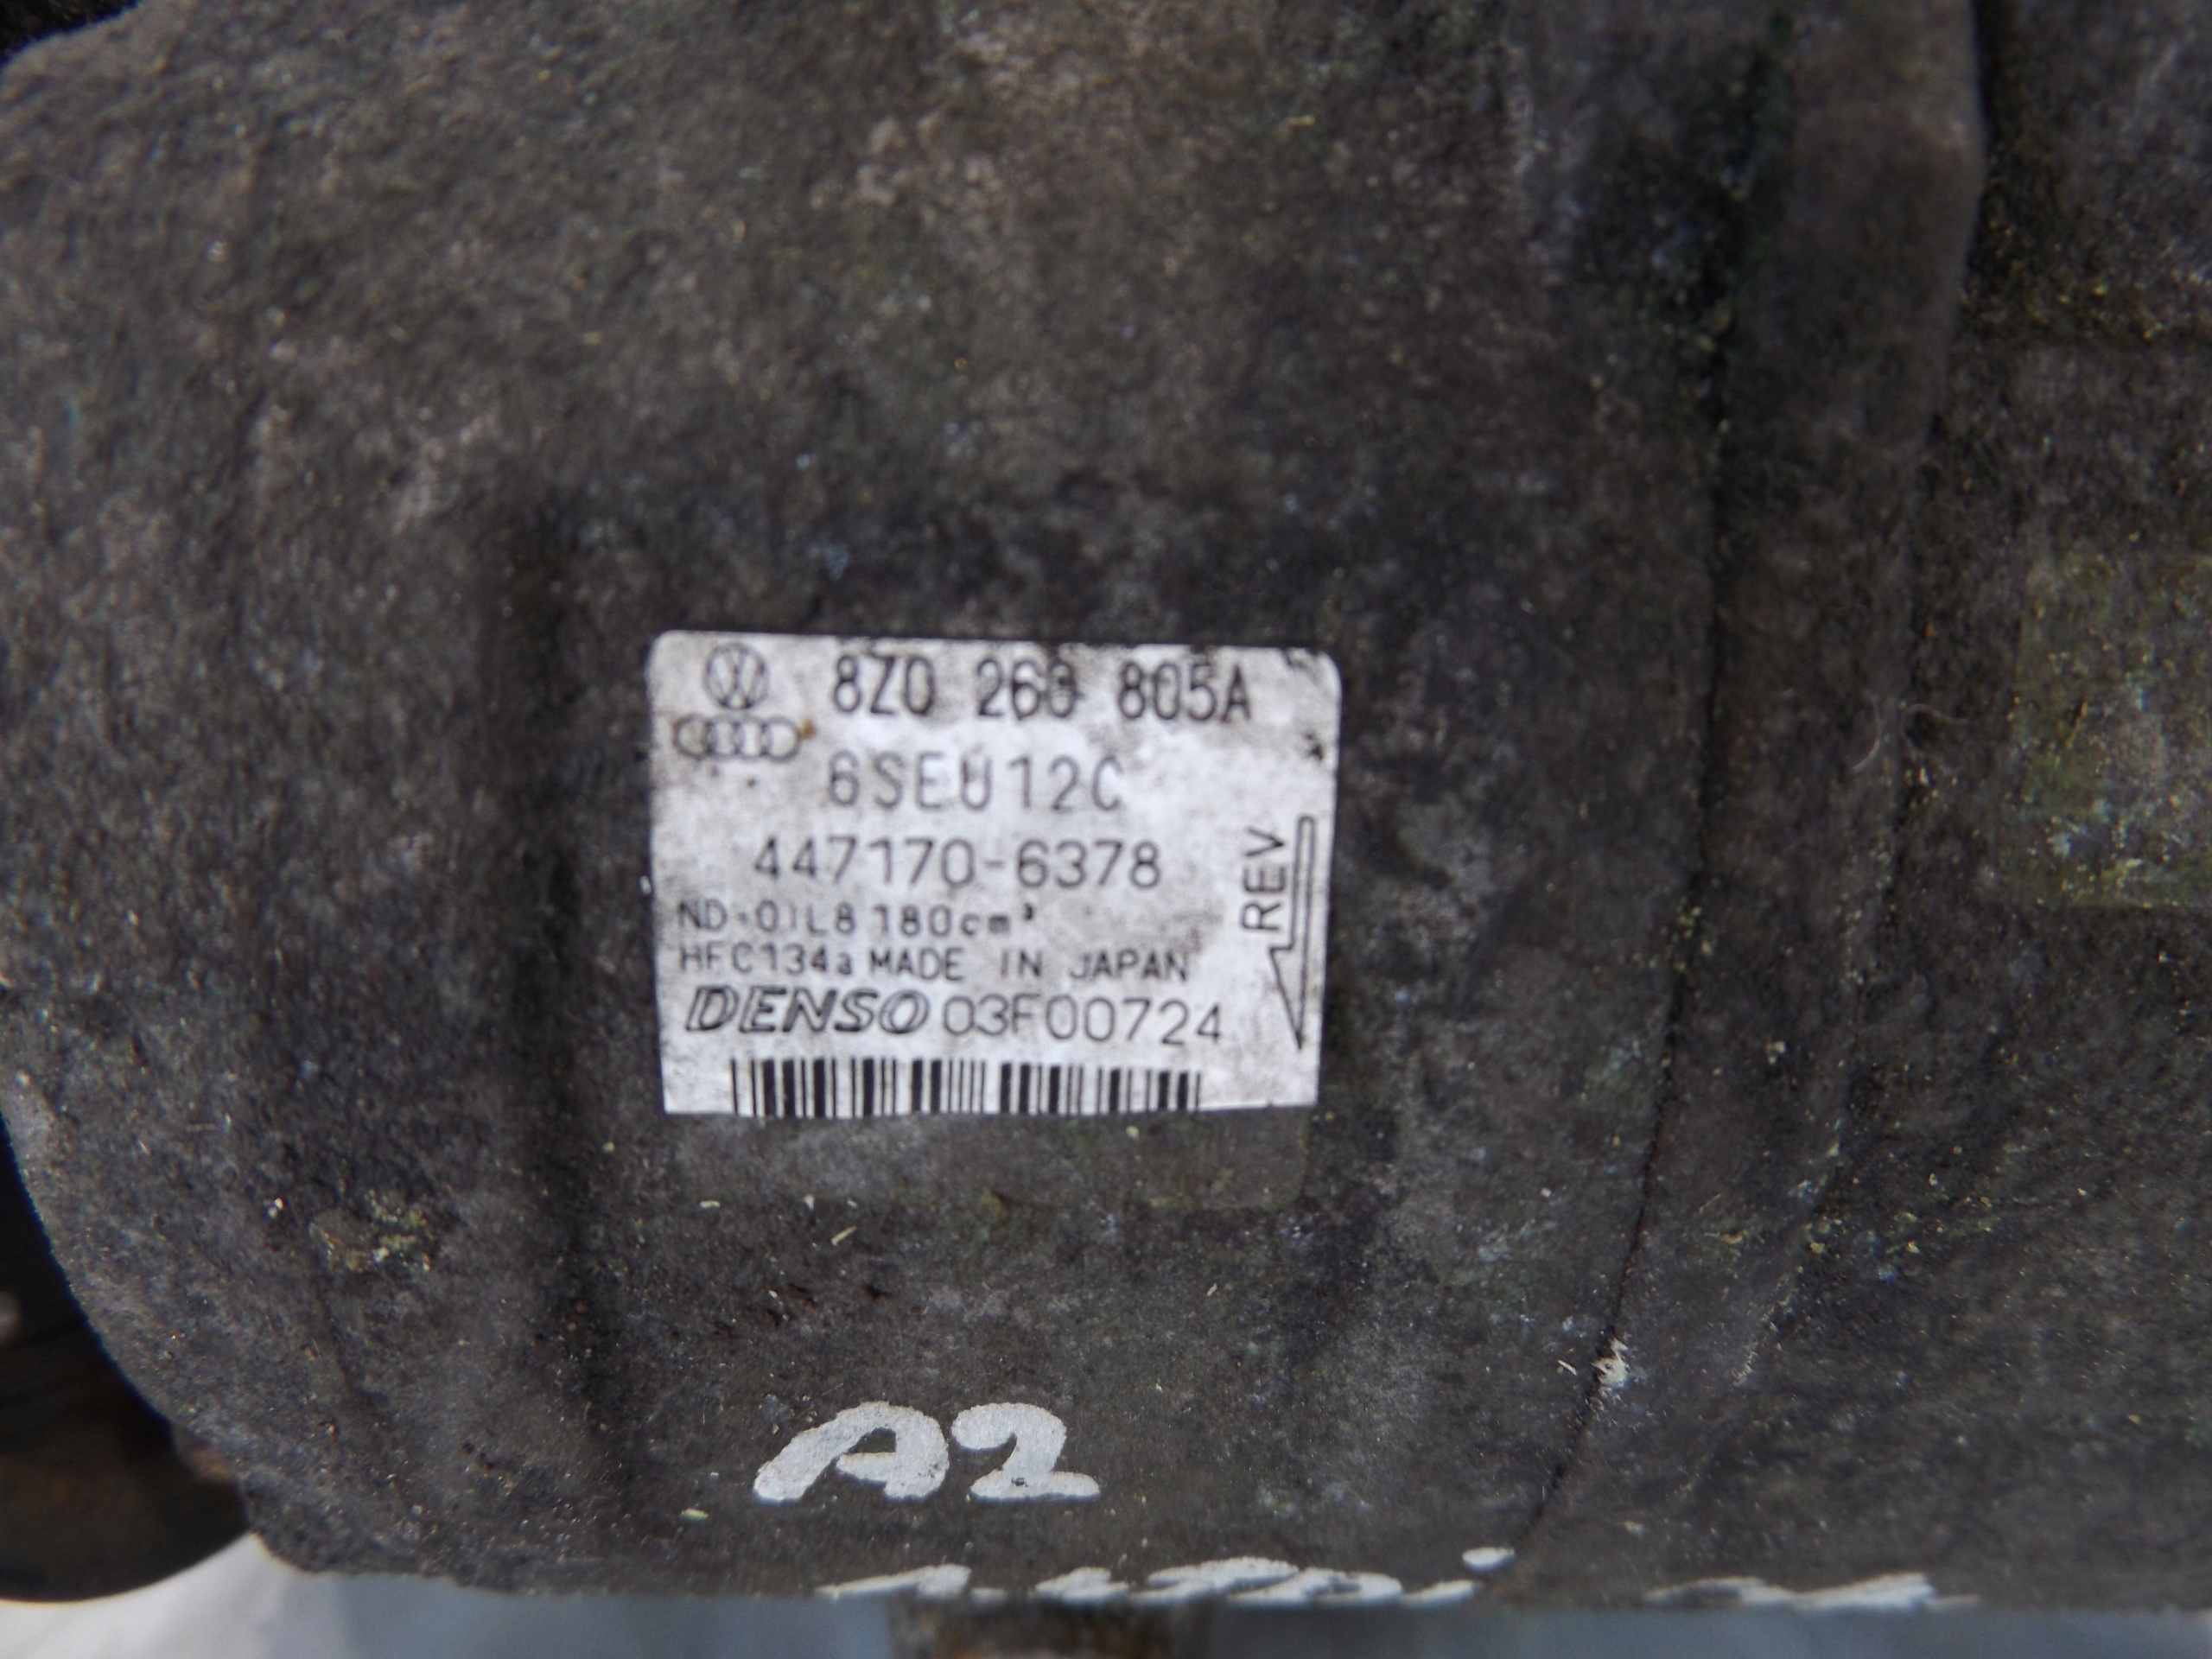 8Z0 260 805A
6SEU12C
447170-6378
ND-OIL8 180cm³
HFC134a MADE IN JAPAN
DENSO 03F00724
REV
A2